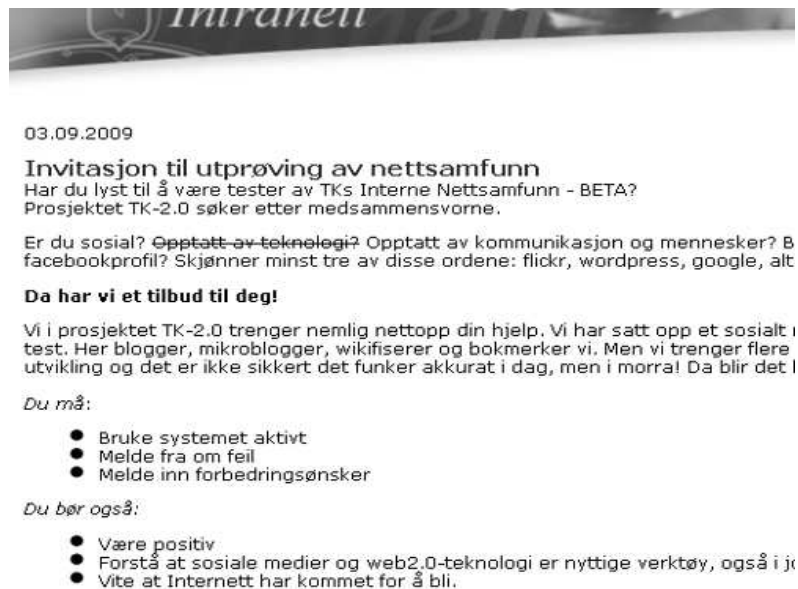 Intranett
03.09.2009
Invitasjon til utprøving av nettsamfunn
Har du lyst til å være tester av TKs Interne Nettsamfunn - BETA?
Prosjektet TK-2.0 søker etter medsammensvorne.
Er du sosial? Opptatt av teknologi? Opptatt av kommunikasjon og mennesker? B
facebookprofil? Skjønner minst tre av disse ordene: flickr, wordpress, google, alt
Da har vi et tilbud til deg!
Vi i prosjektet TK-2.0 trenger nemlig nettopp din hjelp. Vi har satt opp et sosialt
test. Her blogger, mikroblogger, wikifiserer og bokmerker vi. Men vi trenger flere
utvikling og det er ikke sikkert det funker akkurat i dag, men i morra! Da blir det
Du må:
● Bruke systemet aktivt
● Melde fra om feil
● Melde inn forbedringsønsker
Du bør også:
● Være positiv
● Forstå at sosiale medier og web2.0-teknologi er nyttige verktøy, også i jo
● Vite at Internett har kommet for å bli.